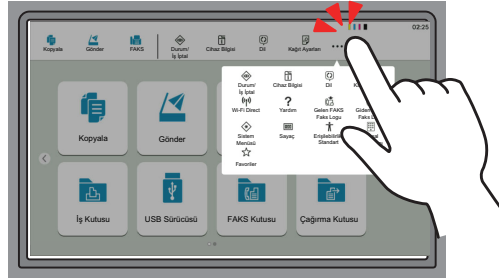 02:25
Kopyala Gönder FAKS Durum/ Cihaz Bilgisi Dil Kağıt Ayarları
İş İptal
Durum/ Cihaz Bilgisi Dil
İş İptal
Wi-Fi Direct Yardım Gelen FAKS
Faks Logu
Sistem Sayaç
Menüsü Standart
Favoriler
Kopyala Gönder
İş Kutusu USB Sürücüsü FAKS Kutusu Çağırma Kutusu